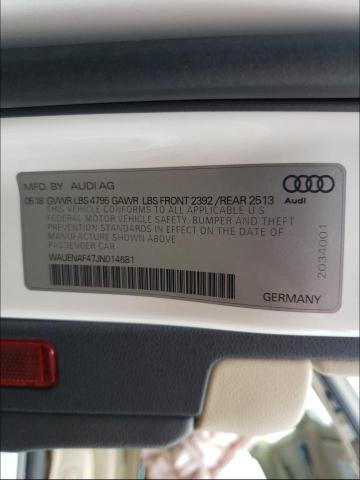 MFD. BY AUDI AG
05·18 GVWR LBS 4795 GAWR LBS FRONT 2392 / REAR 2513
THIS VEHICLE CONFORMS TO ALL APPLICABLE U S
FEDERAL MOTOR VEHICLE SAFETY, BUMPER AND THEFT
PREVENTION STANDARDS IN EFFECT ON THE DATE OF
MANUFACTURE SHOWN ABOVE.
PASSENGER CAR
WAUENAF47JN014681
Audi
2034001
GERMANY